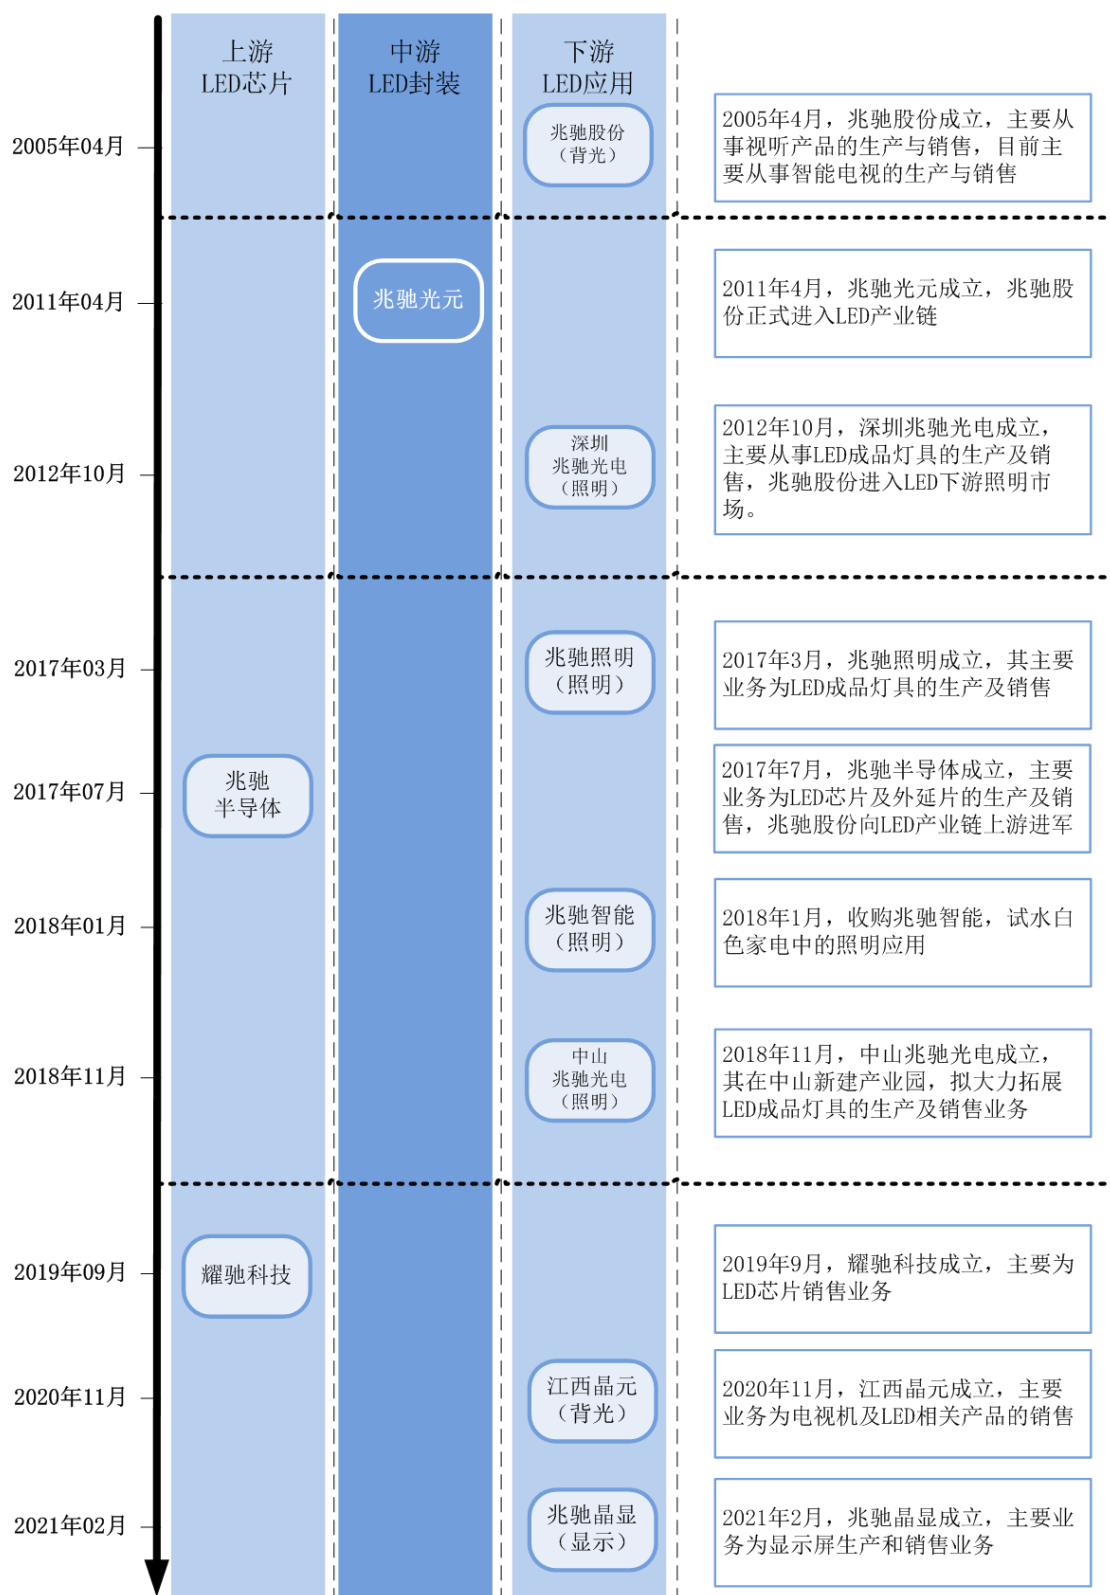 上游
LED芯片
中游
LED封装
下游
LED应用
2005年04月
兆驰股份
（背光）
2005年4月，兆驰股份成立，主要从
事视听产品的生产与销售，目前主
要从事智能电视的生产与销售
2011年04月
兆驰光元
2011年4月，兆驰光元成立，兆驰股
份正式进入LED产业链
2012年10月
深圳
兆驰光电
（照明）
2012年10月，深圳兆驰光电成立，
主要从事LED成品灯具的生产及销
售，兆驰股份进入LED下游照明市
场。
2017年03月
兆驰照明
（照明）
2017年3月，兆驰照明成立，其主要
业务为LED成品灯具的生产及销售
2017年07月
兆驰
半导体
2017年7月，兆驰半导体成立，主要
业务为LED芯片及外延片的生产及销
售，兆驰股份向LED产业链上游进军
2018年01月
兆驰智能
（照明）
2018年1月，收购兆驰智能，试水白
色家电中的照明应用
2018年11月
中山
兆驰光电
（照明）
2018年11月，中山兆驰光电成立，
其在中山新建产业园，拟大力拓展
LED成品灯具的生产及销售业务
2019年09月
耀驰科技
2019年9月，耀驰科技成立，主要为
LED芯片销售业务
2020年11月
江西晶元
（背光）
2020年11月，江西晶元成立，主要
业务为电视机及LED相关产品的销售
2021年02月
兆驰晶显
（显示）
2021年2月，兆驰晶显成立，主要业
务为显示屏生产和销售业务